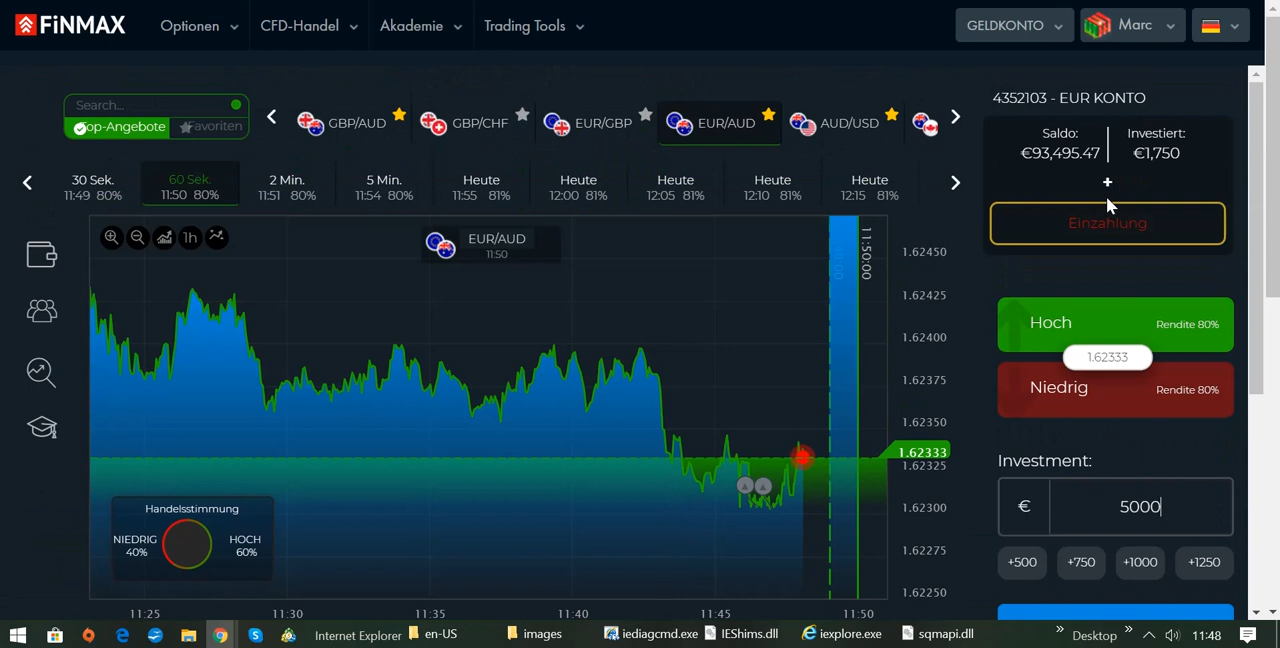 FiNMAX
Optionen
CFD-Handel
Akademie
Trading Tools
GELDKONTO
Marc
Search...
Top-Angebote
Favoriten
GBP/AUD
GBP/CHF
EUR/GBP
EUR/AUD
AUD/USD
4352103 - EUR KONTO
Saldo:
€93,495.47
Investiert:
€1,750
+
Einzahlung
30 Sek.
11:49 80%
60 Sek.
11:50 80%
2 Min.
11:51 80%
5 Min.
11:54 80%
Heute
11:55 81%
Heute
12:00 81%
Heute
12:05 81%
Heute
12:10 81%
Heute
12:15 81%
1h
EUR/AUD
11:50
11:50:00
1.62450
1.62425
1.62400
1.62375
1.62350
1.62333
1.62325
1.62300
1.62275
1.62250
Handelsstimmung
NIEDRIG
40%
HOCH
60%
11:25
11:30
11:35
11:40
11:45
11:50
Hoch
Rendite 80%
1.62333
Niedrig
Rendite 80%
Investment:
€
5000
+500
+750
+1000
+1250
Internet Explorer
en-US
images
iediagcmd.exe
IEShims.dll
iexplore.exe
sqmapi.dll
Desktop
11:48